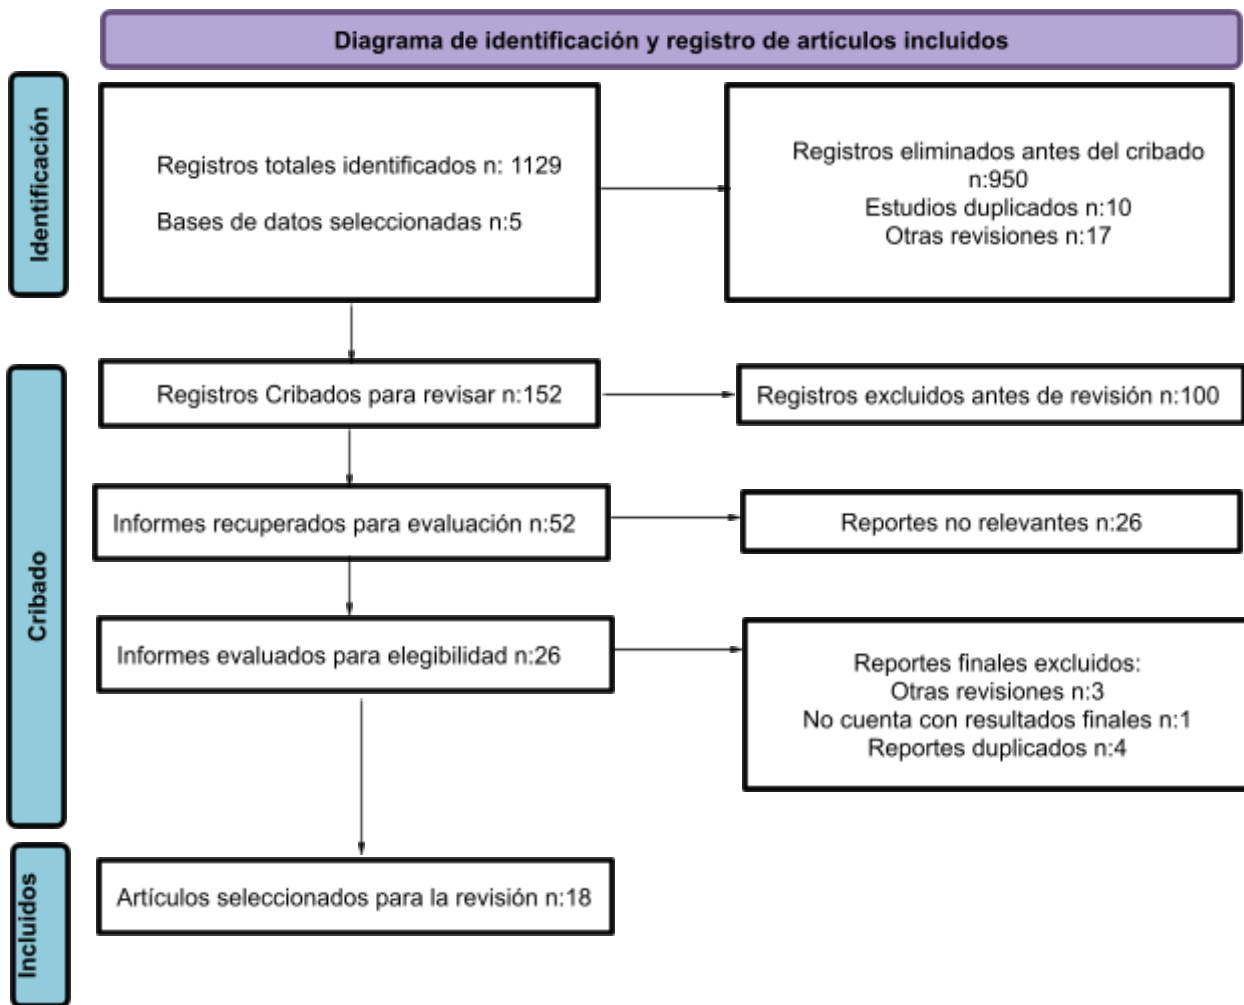 Diagrama de identificación y registro de artículos incluidos
Identificación
Registros totales identificados n: 1129
Bases de datos seleccionadas n:5
Registros eliminados antes del cribado
n:950
Estudios duplicados n:10
Otras revisiones n:17
Cribado
Registros Cribados para revisar n:152
Registros excluidos antes de revisión n:100
Informes recuperados para evaluación n:52
Reportes no relevantes n:26
Informes evaluados para elegibilidad n:26
Reportes finales excluidos:
Otras revisiones n:3
No cuenta con resultados finales n:1
Reportes duplicados n:4
Incluidos
Artículos seleccionados para la revisión n:18